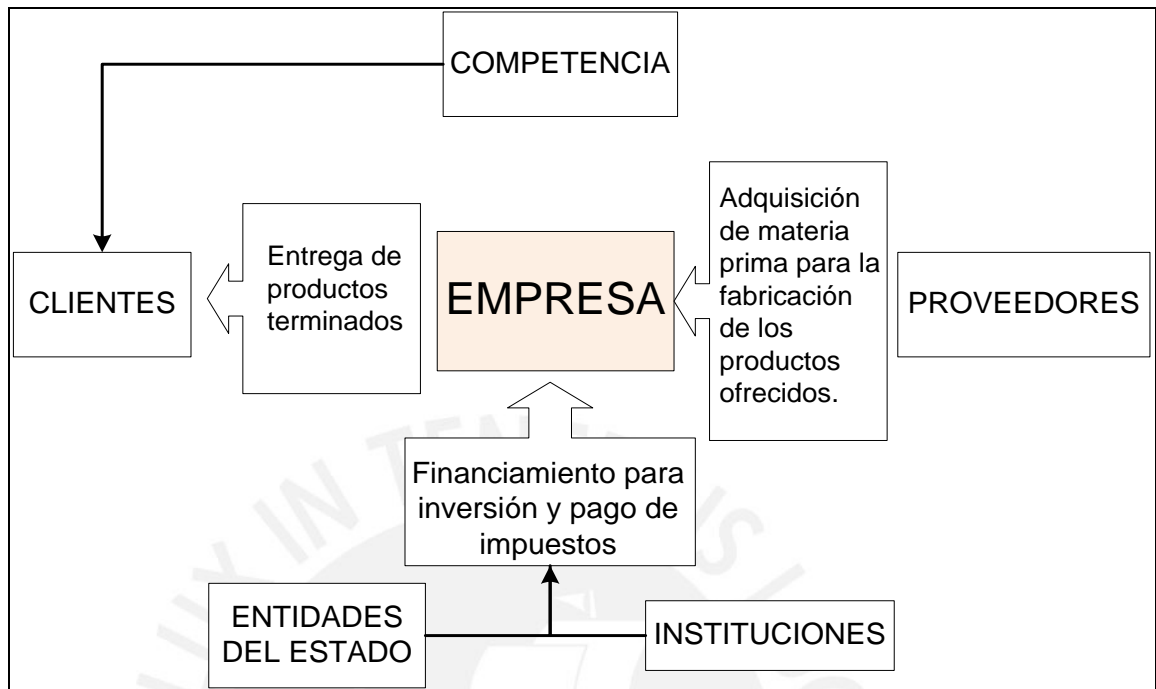 COMPETENCIA
CLIENTES
Entrega de
productos
terminados
EMPRESA
Adquisición
de materia
prima para la
fabricación
de los
productos
ofrecidos.
PROVEEDORES
Financiamiento para
inversión y pago de
impuestos
ENTIDADES
DEL ESTADO
INSTITUCIONES